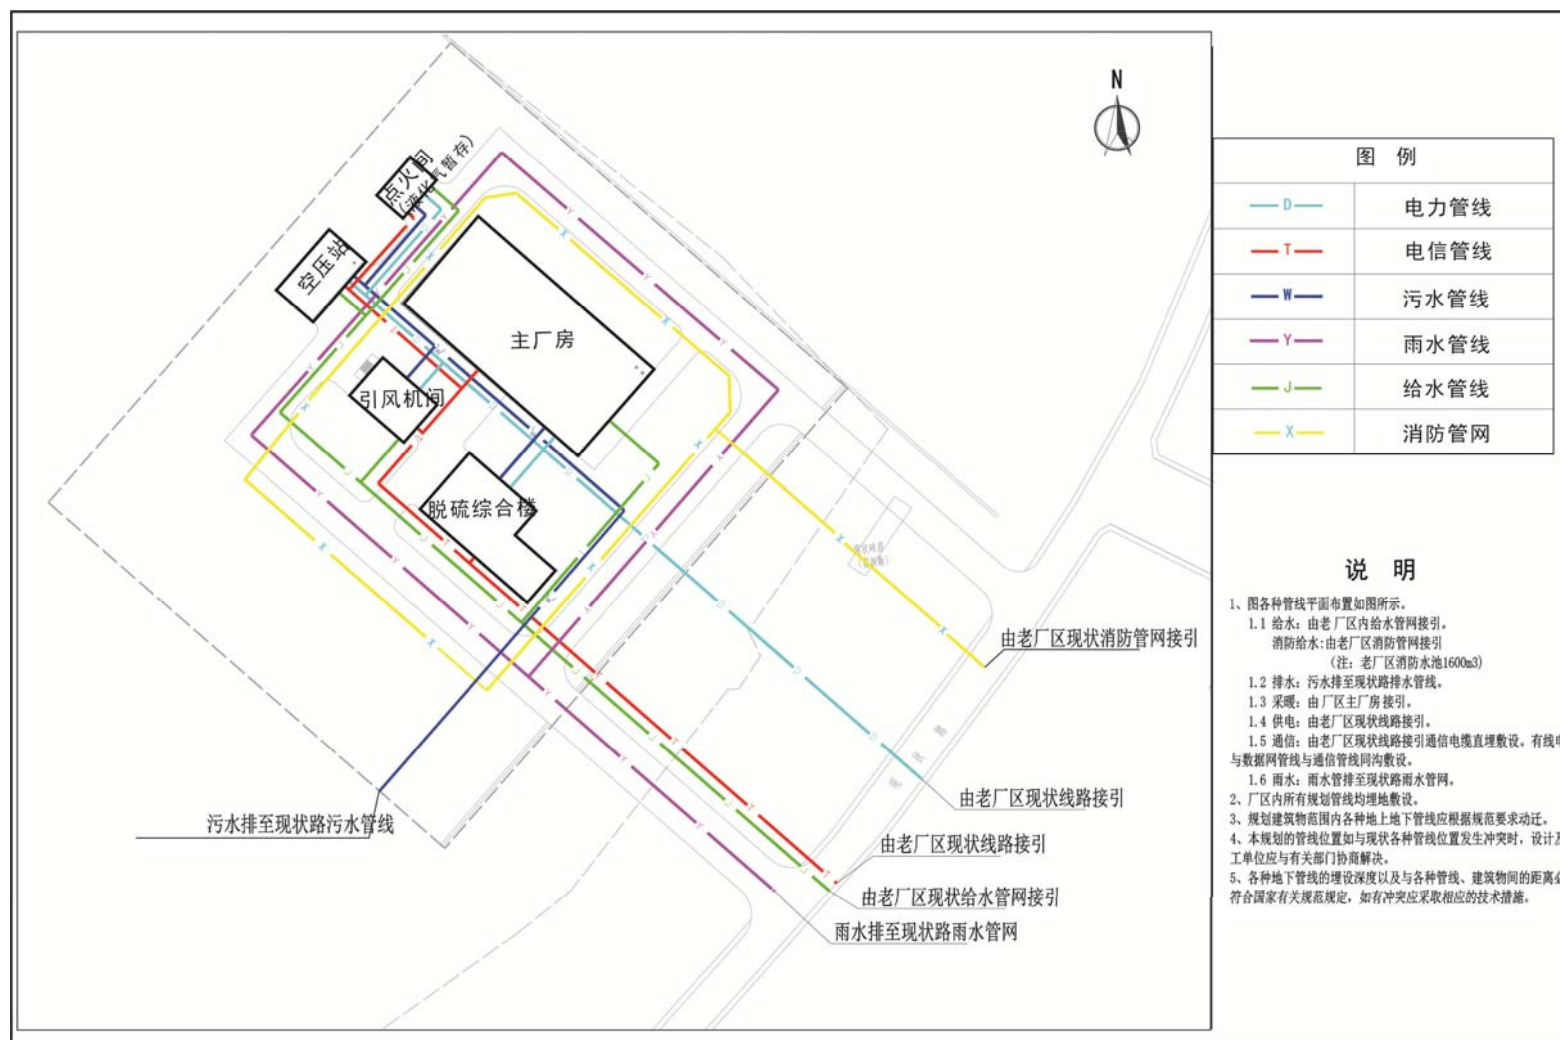 N
点火间
(液化气暂存)
空压站
主厂房
引风机间
脱硫综合楼
由老厂区现状消防管网接引
由老厂区现状线路接引
由老厂区现状线路接引
由老厂区现状给水管网接引
雨水排至现状路雨水管网
污水排至现状路污水管线
图 例
D 电力管线
T 电信管线
W 污水管线
Y 雨水管线
J 给水管线
X 消防管网
说 明
1、图各种管线平面布置如图所示。
1.1 给水: 由老厂区内给水管网接引。
消防给水:由老厂区消防管网接引
(注: 老厂区消防水池1600m3)
1.2 排水: 污水排至现状路排水管线。
1.3 采暖: 由厂区主厂房接引。
1.4 供电: 由老厂区现状线路接引。
1.5 通信: 由老厂区现状线路接引通信电缆直埋敷设。有线电
与数据网管线与通信管线同沟敷设。
1.6 雨水: 雨水管排至现状路雨水管网。
2、厂区内所有规划管线均埋地敷设。
3、规划建筑物范围内各种地上地下管线应根据规范要求动迁。
4、本规划的管线位置如与现状各种管线位置发生冲突时, 设计及
工单位应与有关部门协商解决。
5、各种地下管线的埋设深度以及与各种管线、建筑物间的距离必
符合国家有关规范规定, 如有冲突应采取相应的技术措施。